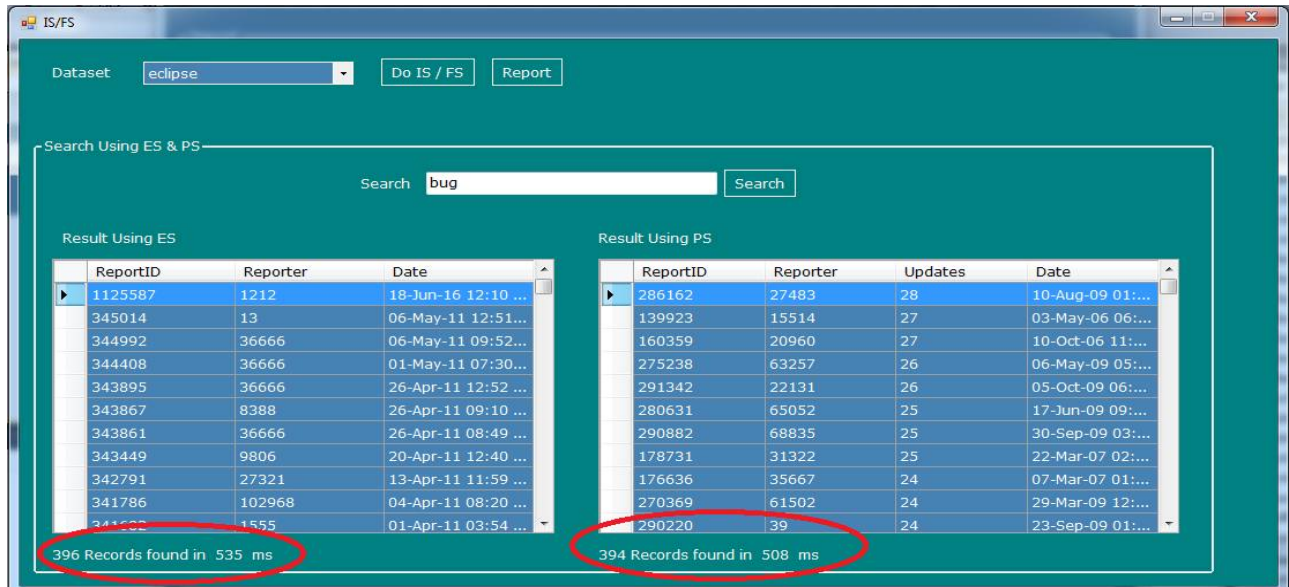 IS/FS
Dataset eclipse Do IS / FS Report
Search Using ES & PS
Search bug Search
Result Using ES
ReportID Reporter Date
1125587 1212 18-Jun-16 12:10 ...
345014 13 06-May-11 12:51...
344992 36666 06-May-11 09:52...
344408 36666 01-May-11 07:30...
343895 36666 26-Apr-11 12:52 ...
343867 8388 26-Apr-11 09:10 ...
343861 36666 26-Apr-11 08:49 ...
343449 9806 20-Apr-11 12:40 ...
342791 27321 13-Apr-11 11:59 ...
341786 102968 04-Apr-11 08:20 ...
1555 01-Apr-11 03:54 ...
396 Records found in 535 ms
Result Using PS
ReportID Reporter Updates Date
286162 27483 28 10-Aug-09 01:...
139923 15514 27 03-May-06 06:...
160359 20960 27 10-Oct-06 11:...
275238 63257 26 06-May-09 05:...
291342 22131 26 05-Oct-09 06:...
280631 65052 25 17-Jun-09 09:...
290882 68835 25 30-Sep-09 03:...
178731 31322 25 22-Mar-07 02:...
176636 35667 24 07-Mar-07 01:...
270369 61502 24 29-Mar-09 12:...
290220 39 24 23-Sep-09 01:...
394 Records found in 508 ms